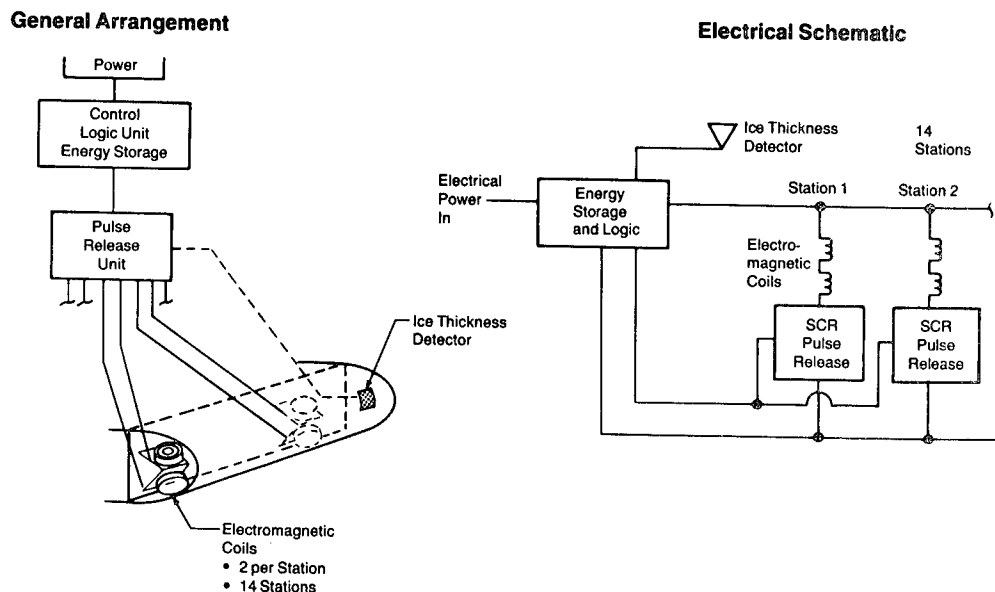 General Arrangement
Power
Control
Logic Unit
Energy Storage
Pulse
Release
Unit
Ice Thickness
Detector
Electromagnetic
Coils
• 2 per Station
• 14 Stations
Electrical Schematic
Ice Thickness
Detector
14
Stations
Electrical
Power
In
Energy
Storage
and Logic
Station 1
Station 2
Electro-
magnetic
Coils
SCR
Pulse
Release
SCR
Pulse
Release